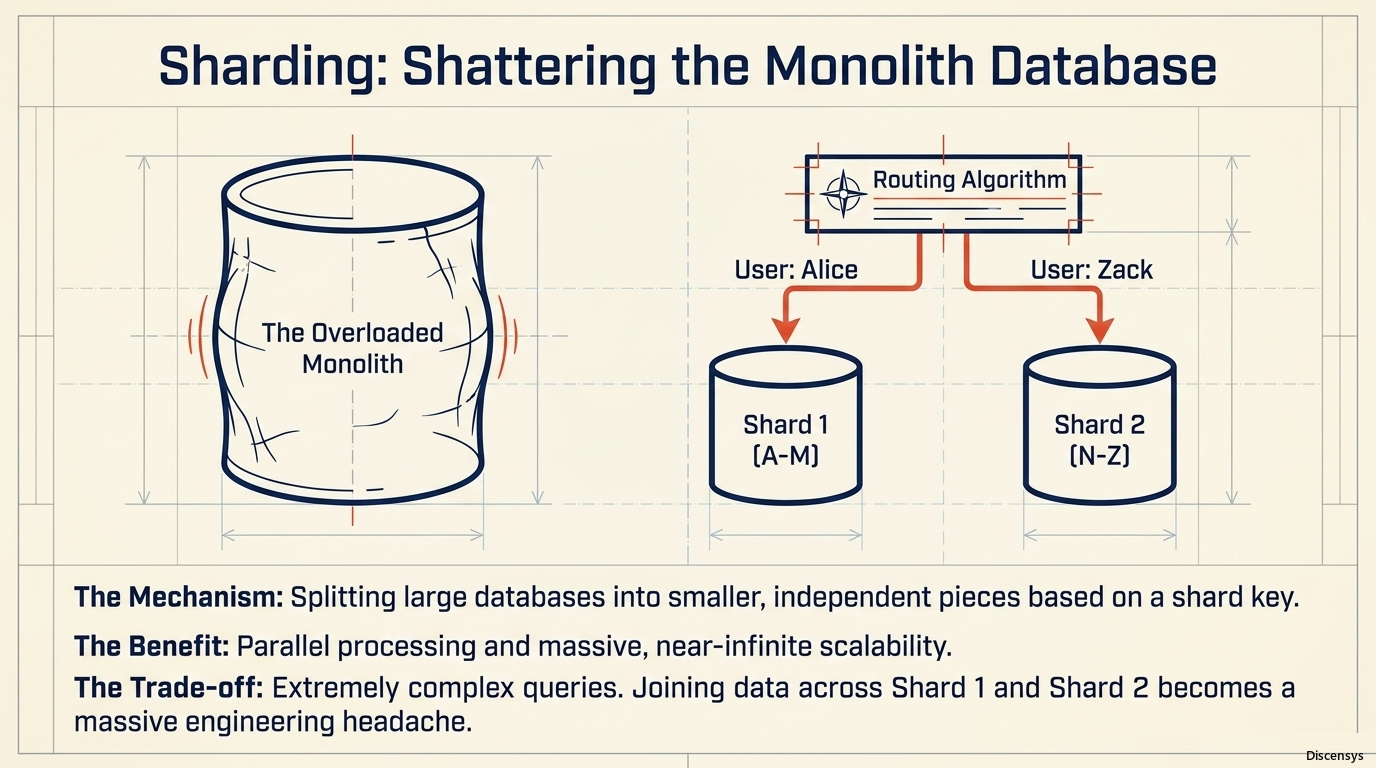 Sharding: Shattering the Monolith Database
The Overloaded
Monolith
Routing Algorithm
User: Alice
User: Zack
Shard 1
(A-M)
Shard 2
(N-Z)
The Mechanism: Splitting large databases into smaller, independent pieces based on a shard key.
The Benefit: Parallel processing and massive, near-infinite scalability.
The Trade-off: Extremely complex queries. Joining data across Shard 1 and Shard 2 becomes a
massive engineering headache.
Discensys